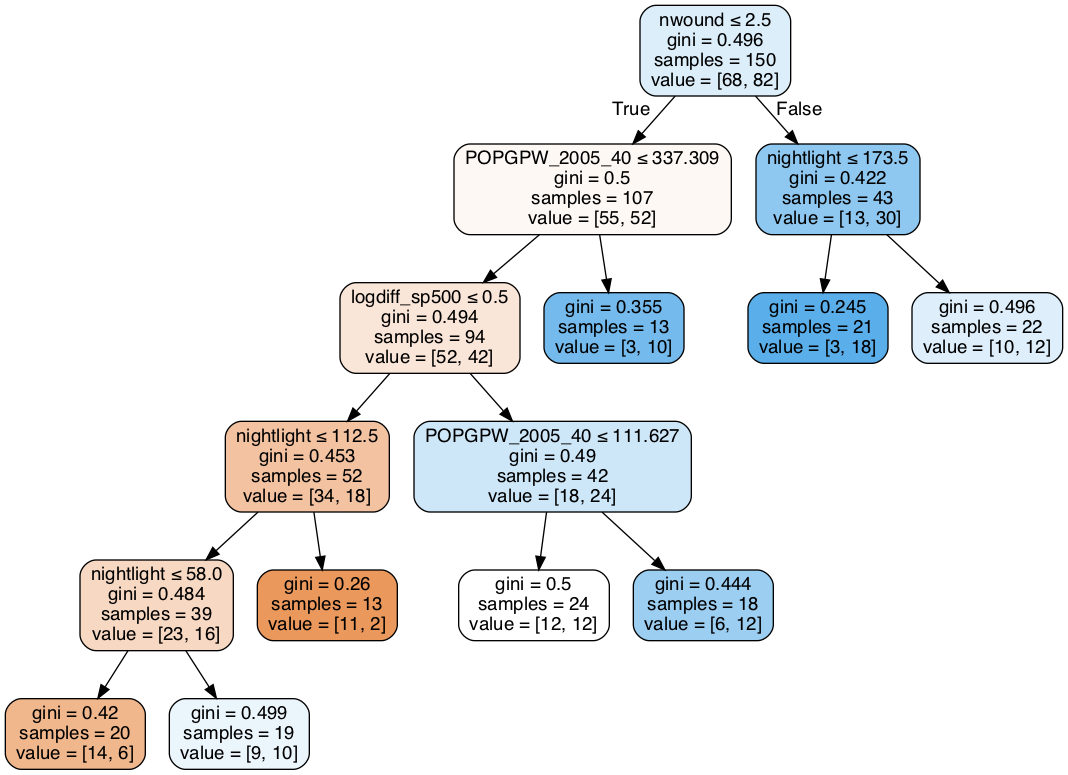 nwound ≤ 2.5
gini = 0.496
samples = 150
value = [68, 82]
True
False
POPGPW_2005_40 ≤ 337.309
gini = 0.5
samples = 107
value = [55, 52]
nightlight ≤ 173.5
gini = 0.422
samples = 43
value = [13, 30]
logdiff_sp500 ≤ 0.5
gini = 0.494
samples = 94
value = [52, 42]
gini = 0.355
samples = 13
value = [3, 10]
gini = 0.245
samples = 21
value = [3, 18]
gini = 0.496
samples = 22
value = [10, 12]
nightlight ≤ 112.5
gini = 0.453
samples = 52
value = [34, 18]
POPGPW_2005_40 ≤ 111.627
gini = 0.49
samples = 42
value = [18, 24]
nightlight ≤ 58.0
gini = 0.484
samples = 39
value = [23, 16]
gini = 0.26
samples = 13
value = [11, 2]
gini = 0.5
samples = 24
value = [12, 12]
gini = 0.444
samples = 18
value = [6, 12]
gini = 0.42
samples = 20
value = [14, 6]
gini = 0.499
samples = 19
value = [9, 10]